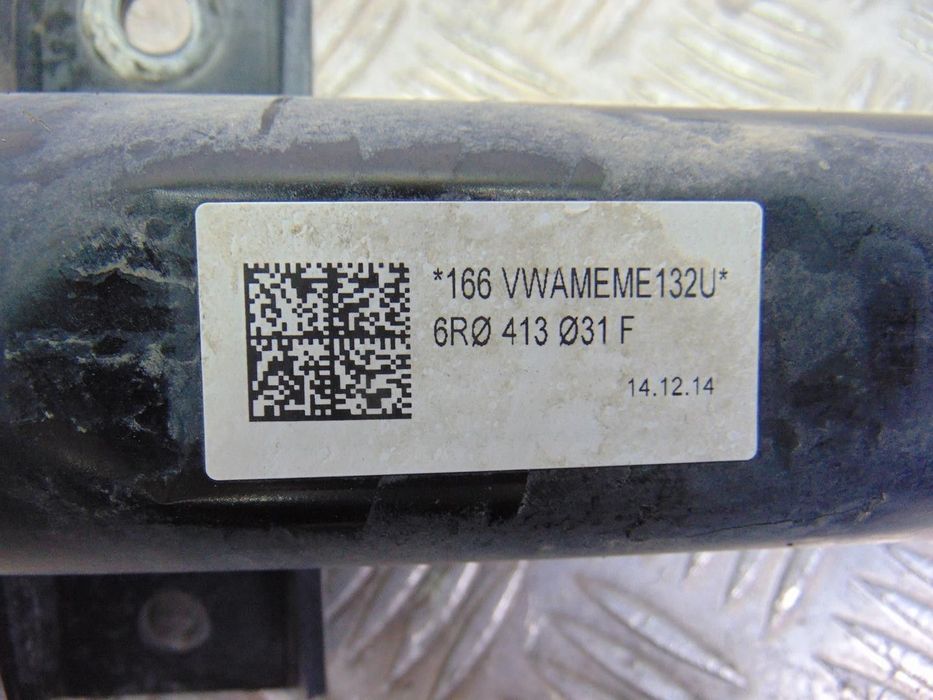 *166 VWAMEME132U*
6RØ 413 Ø31 F
14.12.14